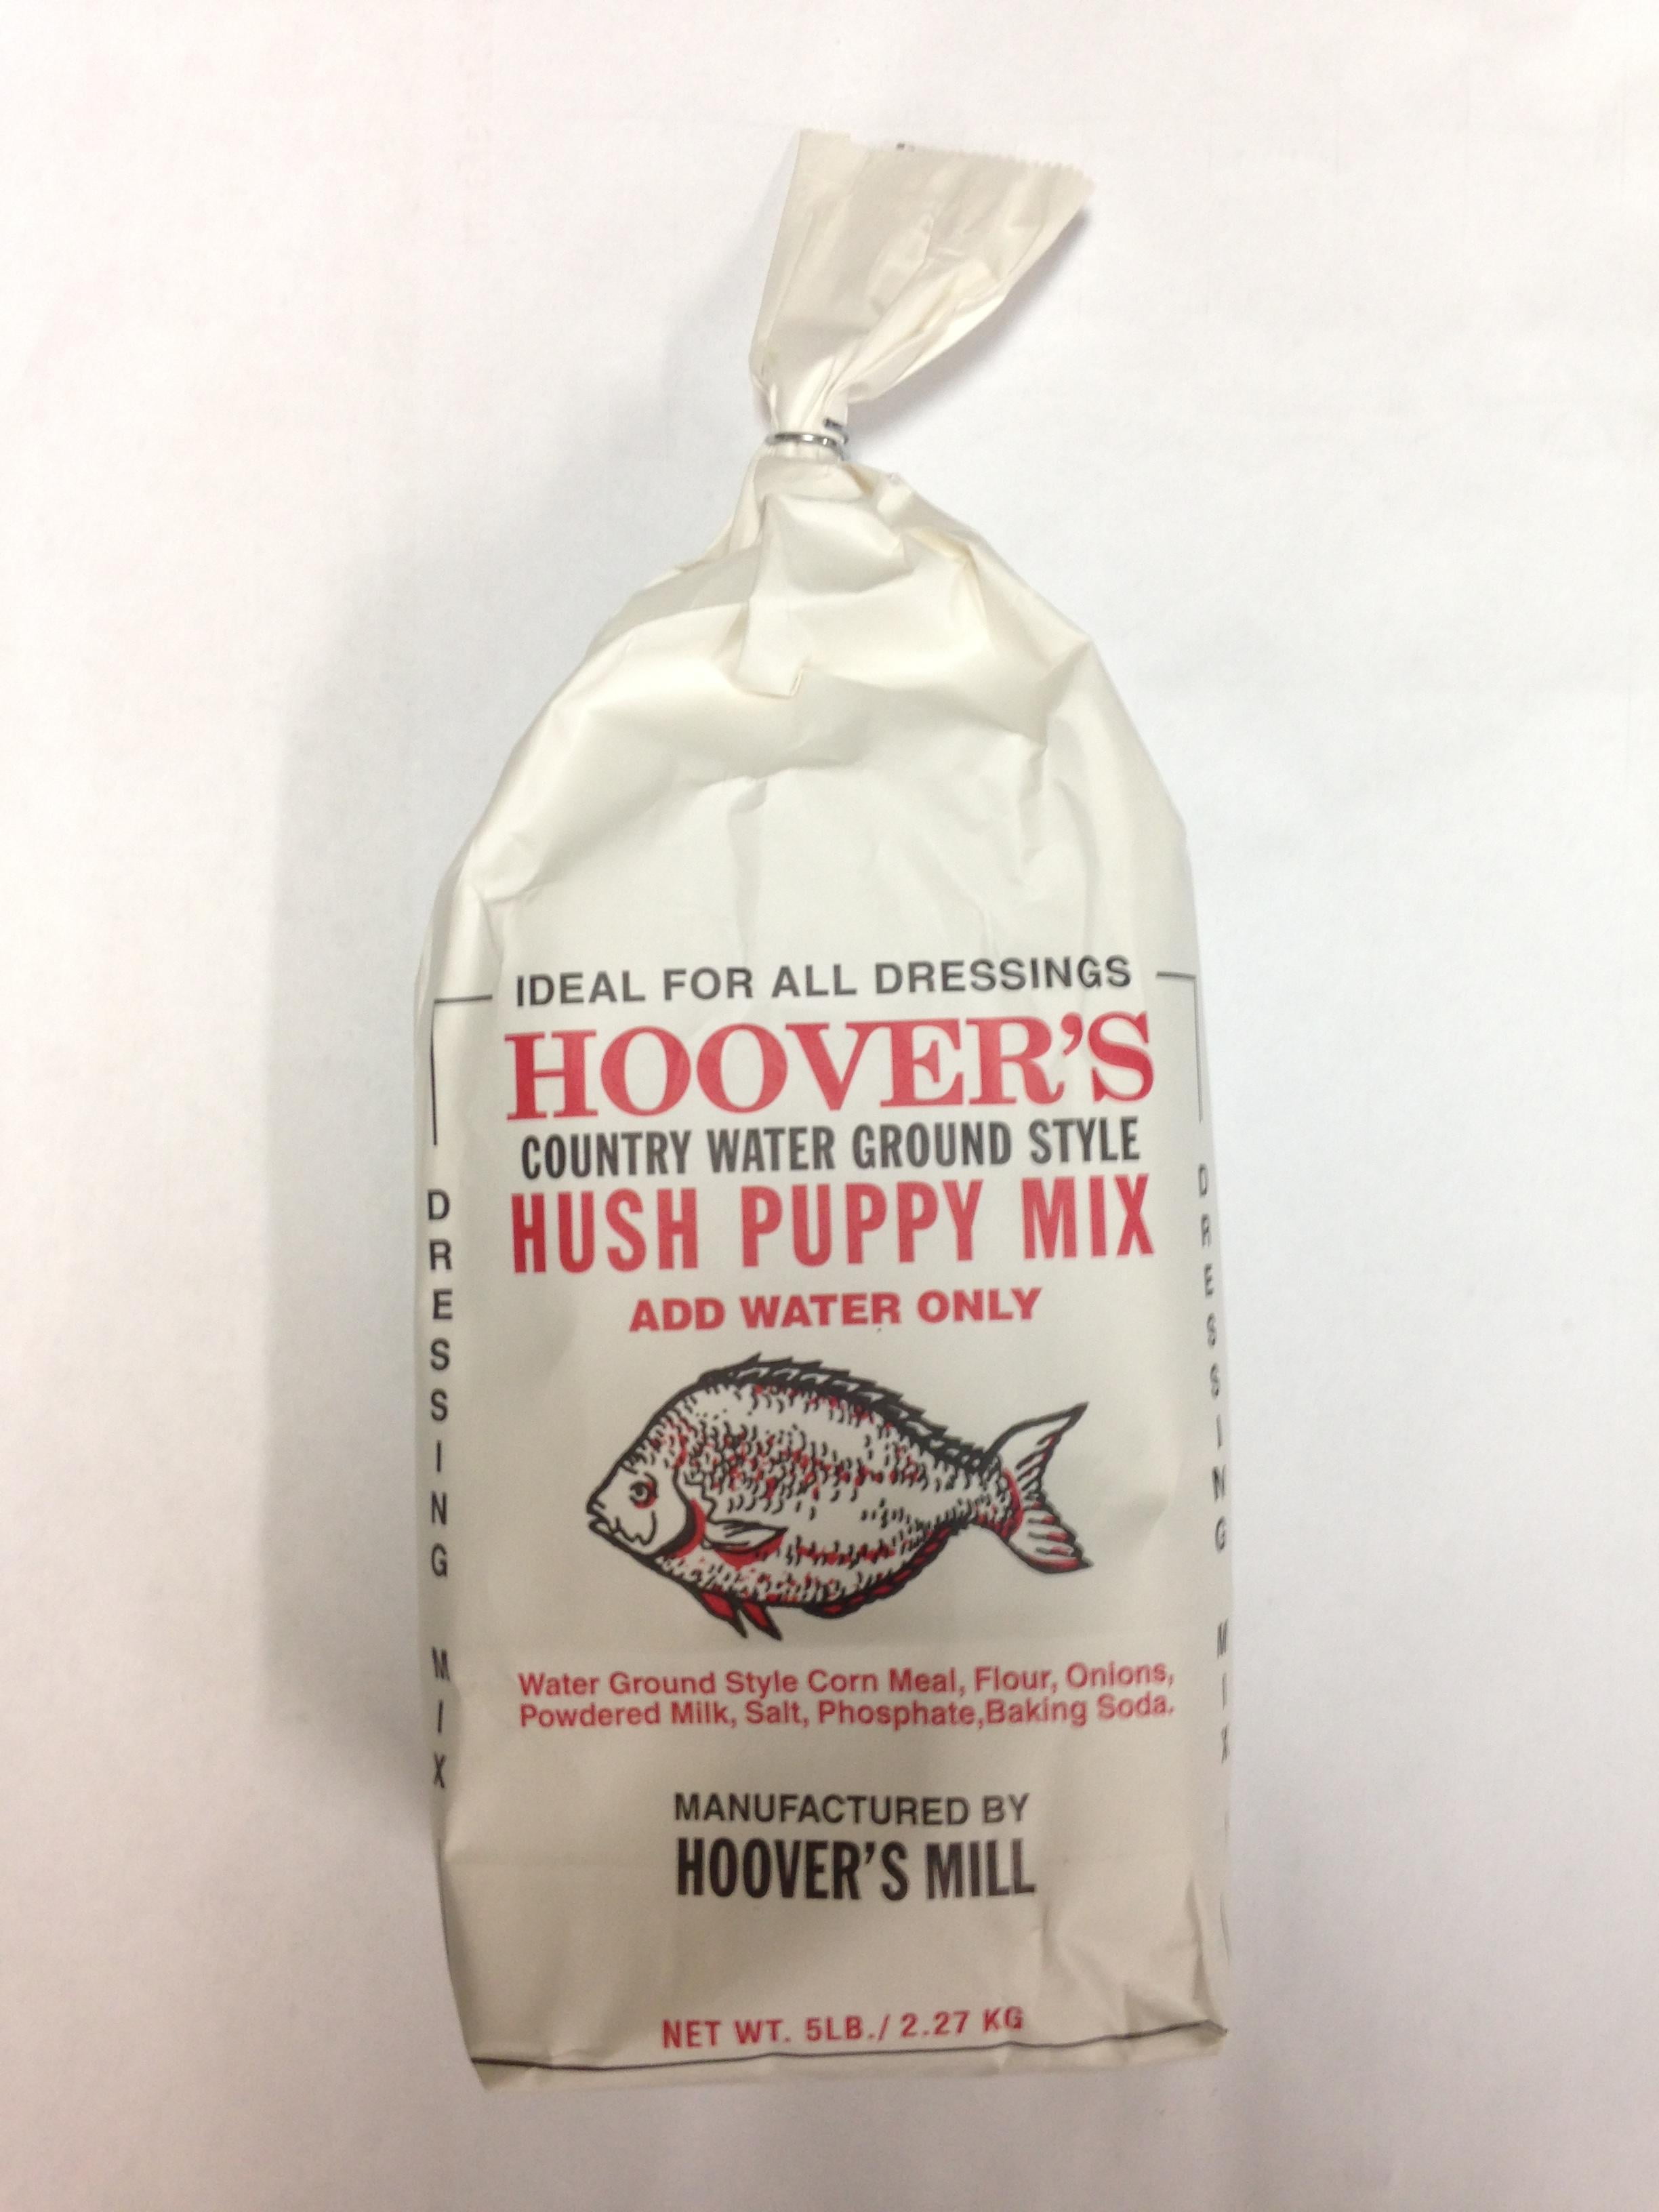 IDEAL FOR ALL DRESSINGS
HOOVER'S
COUNTRY WATER GROUND STYLE
HUSH PUPPY MIX
ADD WATER ONLY
DRESSING MIX
DRESSING MIX
Water Ground Style Corn Meal, Flour, Onions,
Powdered Milk, Salt, Phosphate,Baking Soda.
MANUFACTURED BY
HOOVER'S MILL
NET WT. 5LB./ 2.27 KG